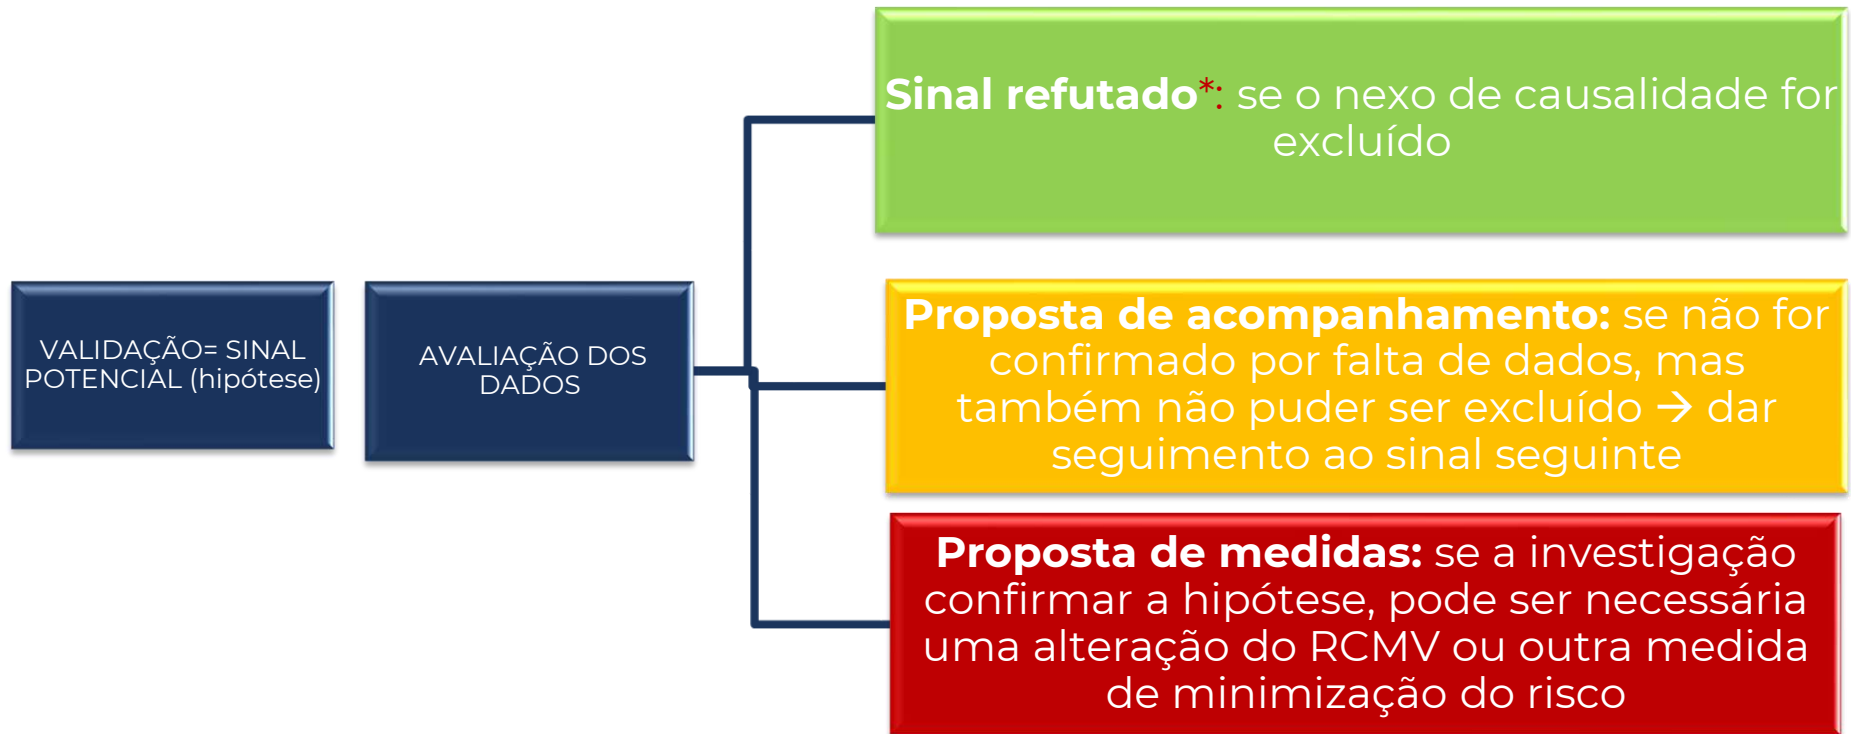 Sinal refutado*: se o nexo de causalidade for
excluído
VALIDAÇÃO= SINAL
POTENCIAL (hipótese)
AVALIAÇÃO DOS
DADOS
Proposta de acompanhamento: se não for
confirmado por falta de dados, mas
também não puder ser excluído → dar
seguimento ao sinal seguinte
Proposta de medidas: se a investigação
confirmar a hipótese, pode ser necessária
uma alteração do RCMV ou outra medida
de minimização do risco